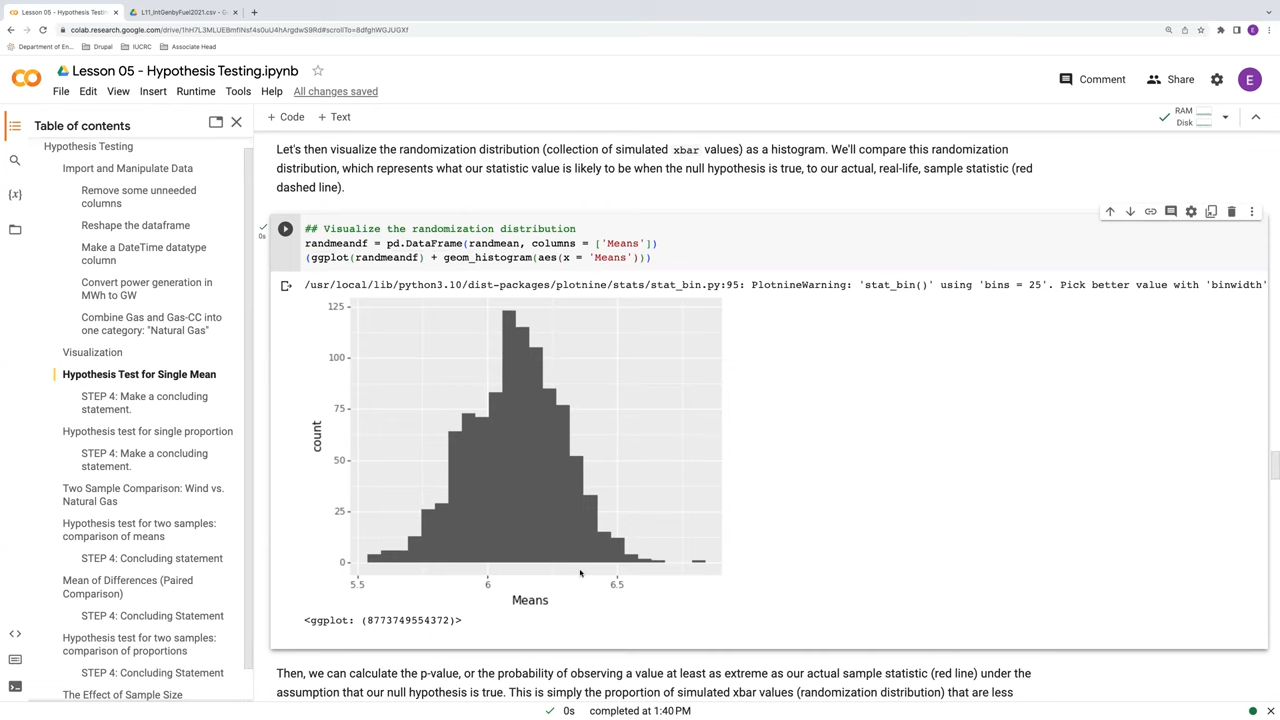 Lesson 05 - Hypothesis Testin
L11_IntGenbyFuel2021.csv - G
colab.research.google.com/drive/1hH7L3MLUEBmfINsf4s0uU4hArgdwS9Rd#scrollTo=8dfghWGJUGXf
Department of En...
Drupal
IUCRC
Associate Head
E
Lesson 05 - Hypothesis Testing.ipynb
File Edit View Insert Runtime Tools Help All changes saved
Comment
Share
E
Table of contents
+ Code + Text
RAM
Disk
Hypothesis Testing
Import and Manipulate Data
Remove some unneeded
columns
Reshape the dataframe
Make a DateTime datatype
column
Convert power generation in
MWh to GW
Combine Gas and Gas-CC into
one category: "Natural Gas"
Visualization
Hypothesis Test for Single Mean
STEP 4: Make a concluding
statement.
Hypothesis test for single proportion
STEP 4: Make a concluding
statement.
Two Sample Comparison: Wind vs.
Natural Gas
Hypothesis test for two samples:
comparison of means
STEP 4: Concluding statement
Mean of Differences (Paired
Comparison)
STEP 4: Concluding Statement
Hypothesis test for two samples:
comparison of proportions
STEP 4: Concluding Statement
The Effect of Sample Size
Let's then visualize the randomization distribution (collection of simulated xbar values) as a histogram. We'll compare this randomization
distribution, which represents what our statistic value is likely to be when the null hypothesis is true, to our actual, real-life, sample statistic (red
dashed line).
0s
## Visualize the randomization distribution
randmeandf = pd.DataFrame(randmean, columns = ['Means'])
(ggplot(randmeandf) + geom_histogram(aes(x = 'Means')))
/usr/local/lib/python3.10/dist-packages/plotnine/stats/stat_bin.py:95: PlotnineWarning: 'stat_bin()' using 'bins = 25'. Pick better value with 'binwidth'
125
100
75
50
25
0
count
5.5
6
6.5
Means
<ggplot: (8773749554372)>
Then, we can calculate the p-value, or the probability of observing a value at least as extreme as our actual sample statistic (red line) under the
assumption that our null hypothesis is true. This is simply the proportion of simulated xbar values (randomization distribution) that are less
0s completed at 1:40 PM